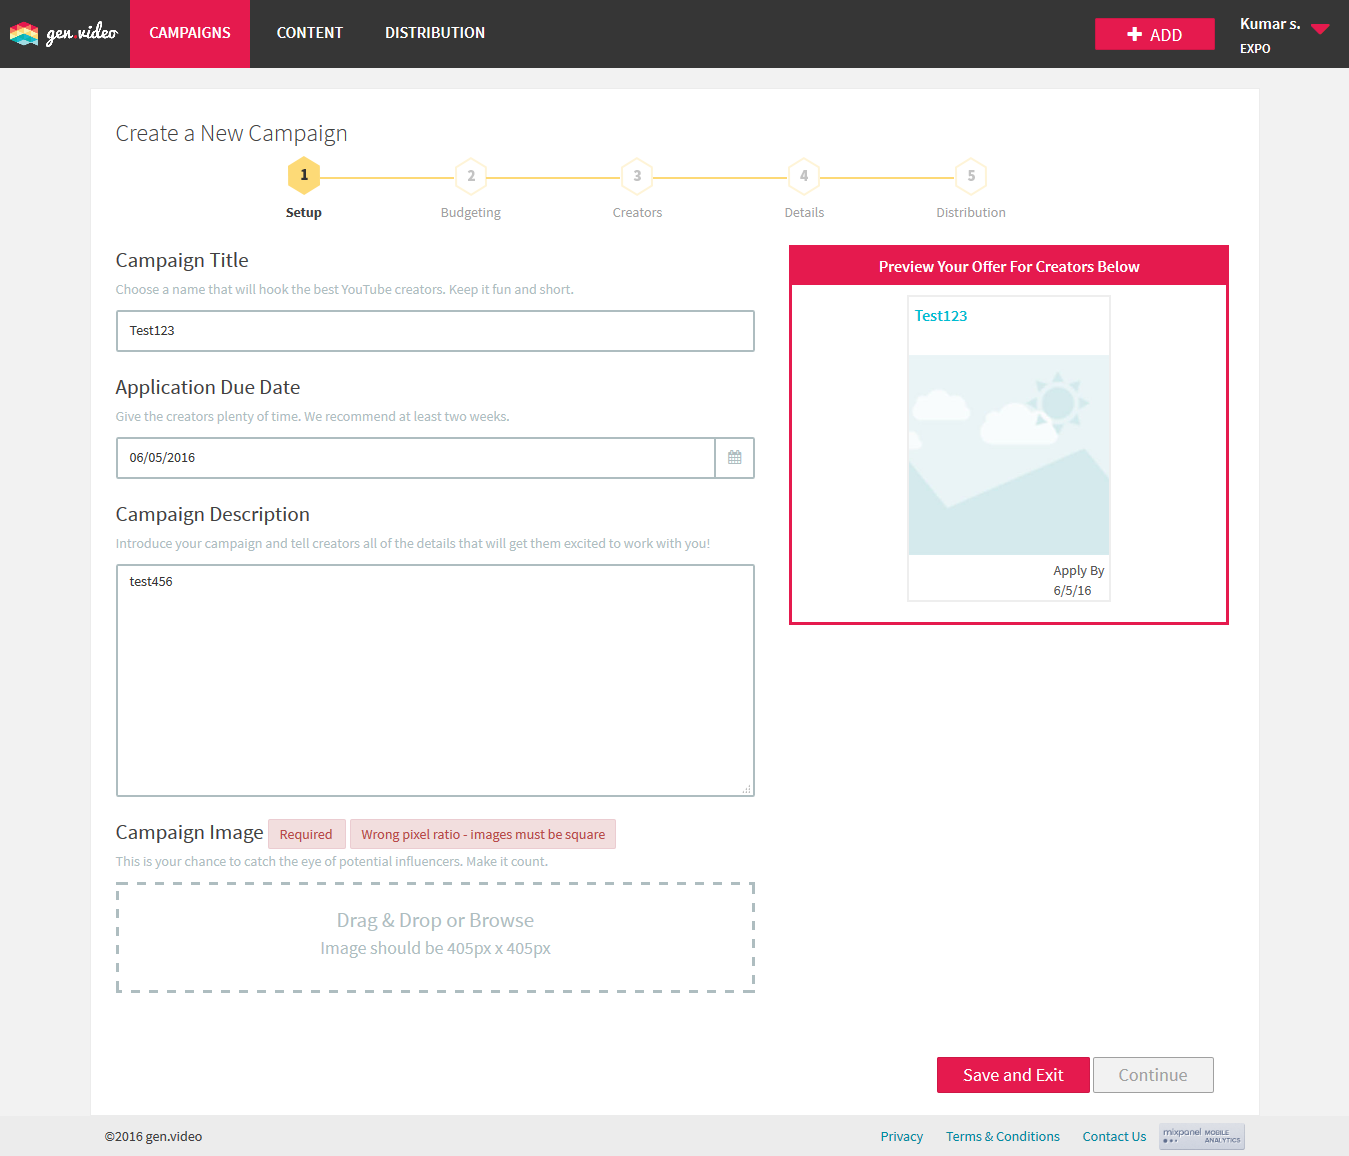 gen.video
CAMPAIGNS
CONTENT
DISTRIBUTION
ADD
Kumar s.
EXPO
Create a New Campaign
1
2
3
4
5
Setup
Budgeting
Creators
Details
Distribution
Campaign Title
Choose a name that will hook the best YouTube creators. Keep it fun and short.
Test123
Application Due Date
Give the creators plenty of time. We recommend at least two weeks.
06/05/2016
Campaign Description
Introduce your campaign and tell creators all of the details that will get them excited to work with you!
test456
Preview Your Offer For Creators Below
Test123
Apply By
6/5/16
Campaign Image Required Wrong pixel ratio - images must be square
This is your chance to catch the eye of potential influencers. Make it count.
Drag & Drop or Browse
Image should be 405px x 405px
Save and Exit
Continue
©2016 gen.video
Privacy
Terms & Conditions
Contact Us
mixpanel MOBILE
ANALYTICS